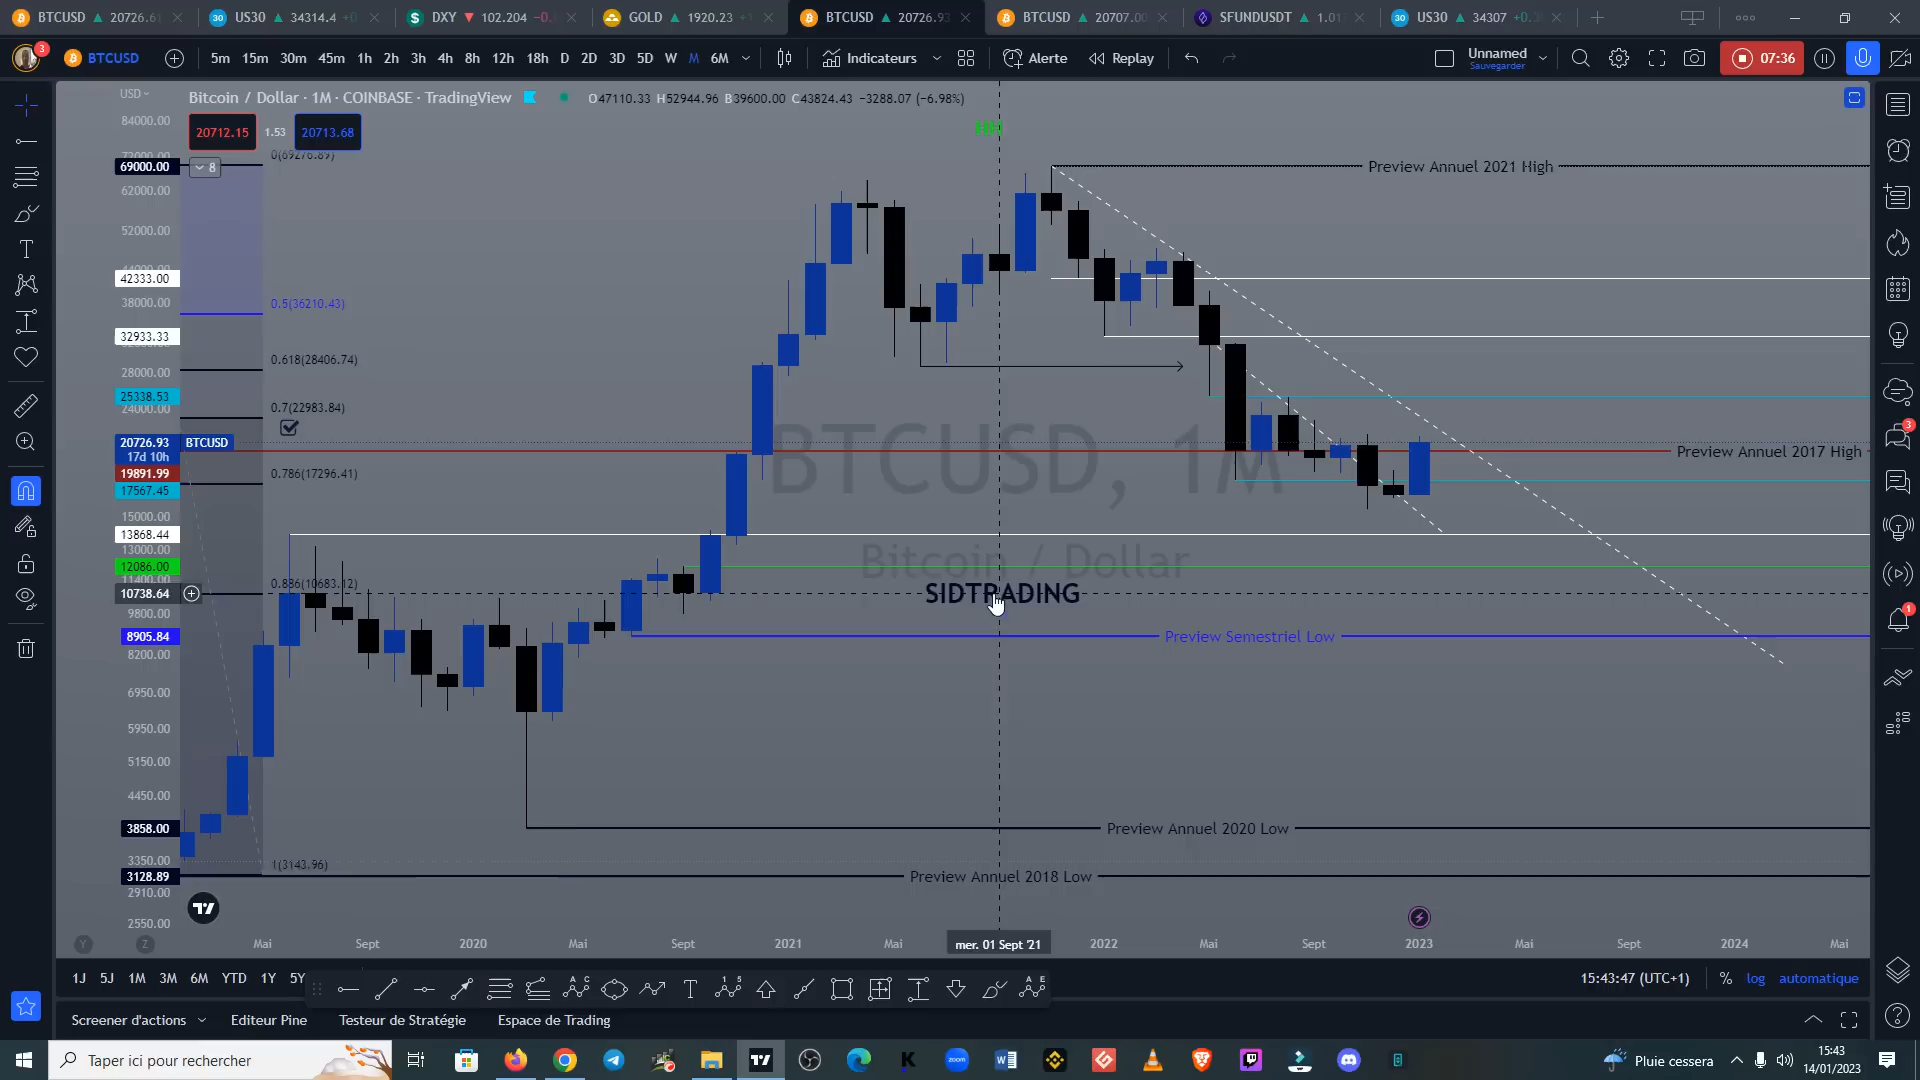 BTCUSD ▲ 20726.6
US30 ▲ 34314.4
DXY ▼ 102.204
GOLD ▲ 1920.23
BTCUSD ▲ 20726.93
BTCUSD ▲ 20707.00
SFUNDUSDT ▲ 1.01
US30 ▲ 34307
3 BTCUSD 5m 15m 30m 45m 1h 2h 3h 4h 8h 12h 18h D 2D 3D 5D W M 6M Indicateurs Alerte Replay Unnamed 07:36
Sauvegarder
USD
Bitcoin / Dollar · 1M · COINBASE · TradingView O47110.33 H52944.96 B39600.00 C43824.43 −3288.07 (−6.98%)
20712.15 1.53 20713.68
8
84000.00
69000.00
62000.00
52000.00
42333.00
38000.00
32933.33
28000.00
25338.53
24000.00
20726.93 BTCUSD
17d 10h
19891.99
17567.45
15000.00
13868.44
13000.00
12086.00
11400.00
10738.64
9800.00
8905.84
8200.00
6950.00
5950.00
5150.00
4450.00
3858.00
3350.00
3128.89
2910.00
2550.00
0(69276.89)
0.5(36210.43)
0.618(28406.74)
0.7(22983.84)
0.786(17296.41)
0.886(10683.12)
1(3143.96)
Preview Annuel 2021 High
Preview Annuel 2017 High
BTCUSD, 1M
Bitcoin / Dollar
SIDTRADING
Preview Semestriel Low
Preview Annuel 2020 Low
Preview Annuel 2018 Low
Y Z Mai Sept 2020 Mai Sept 2021 Mai mer. 01 Sept '21 2022 Mai Sept 2023 Mai Sept 2024 Mai
1J 5J 1M 3M 6M YTD 1Y 5Y 15:43:47 (UTC+1) % log automatique
Screener d'actions Editeur Pine Testeur de Stratégie Espace de Trading
Taper ici pour rechercher Pluie cessera 15:43
14/01/2023